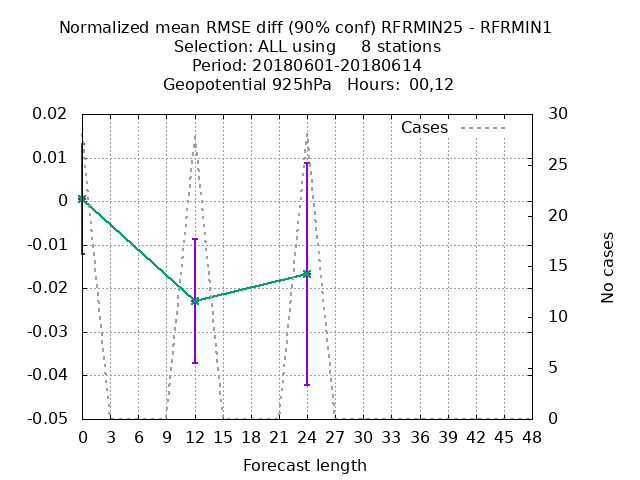 Normalized mean RMSE diff (90% conf) RFRMIN25 - RFRMIN1
Selection: ALL using     8 stations
Period: 20180601-20180614
Geopotential 925hPa   Hours: 00,12
Cases
0.02
0.01
0
-0.01
-0.02
-0.03
-0.04
-0.05
30
25
20
15
10
5
0
No cases
0 3 6 9 12 15 18 21 24 27 30 33 36 39 42 45 48
Forecast length